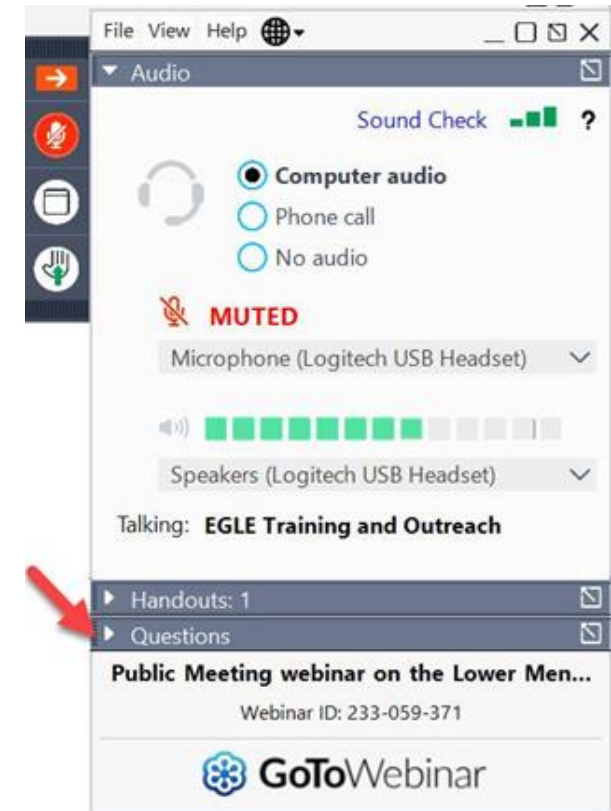 File View Help
Audio
Sound Check ?
Computer audio
Phone call
No audio
MUTED
Microphone (Logitech USB Headset)
Speakers (Logitech USB Headset)
Talking: EGLE Training and Outreach
Handouts: 1
Questions
Public Meeting webinar on the Lower Men...
Webinar ID: 233-059-371
GoToWebinar